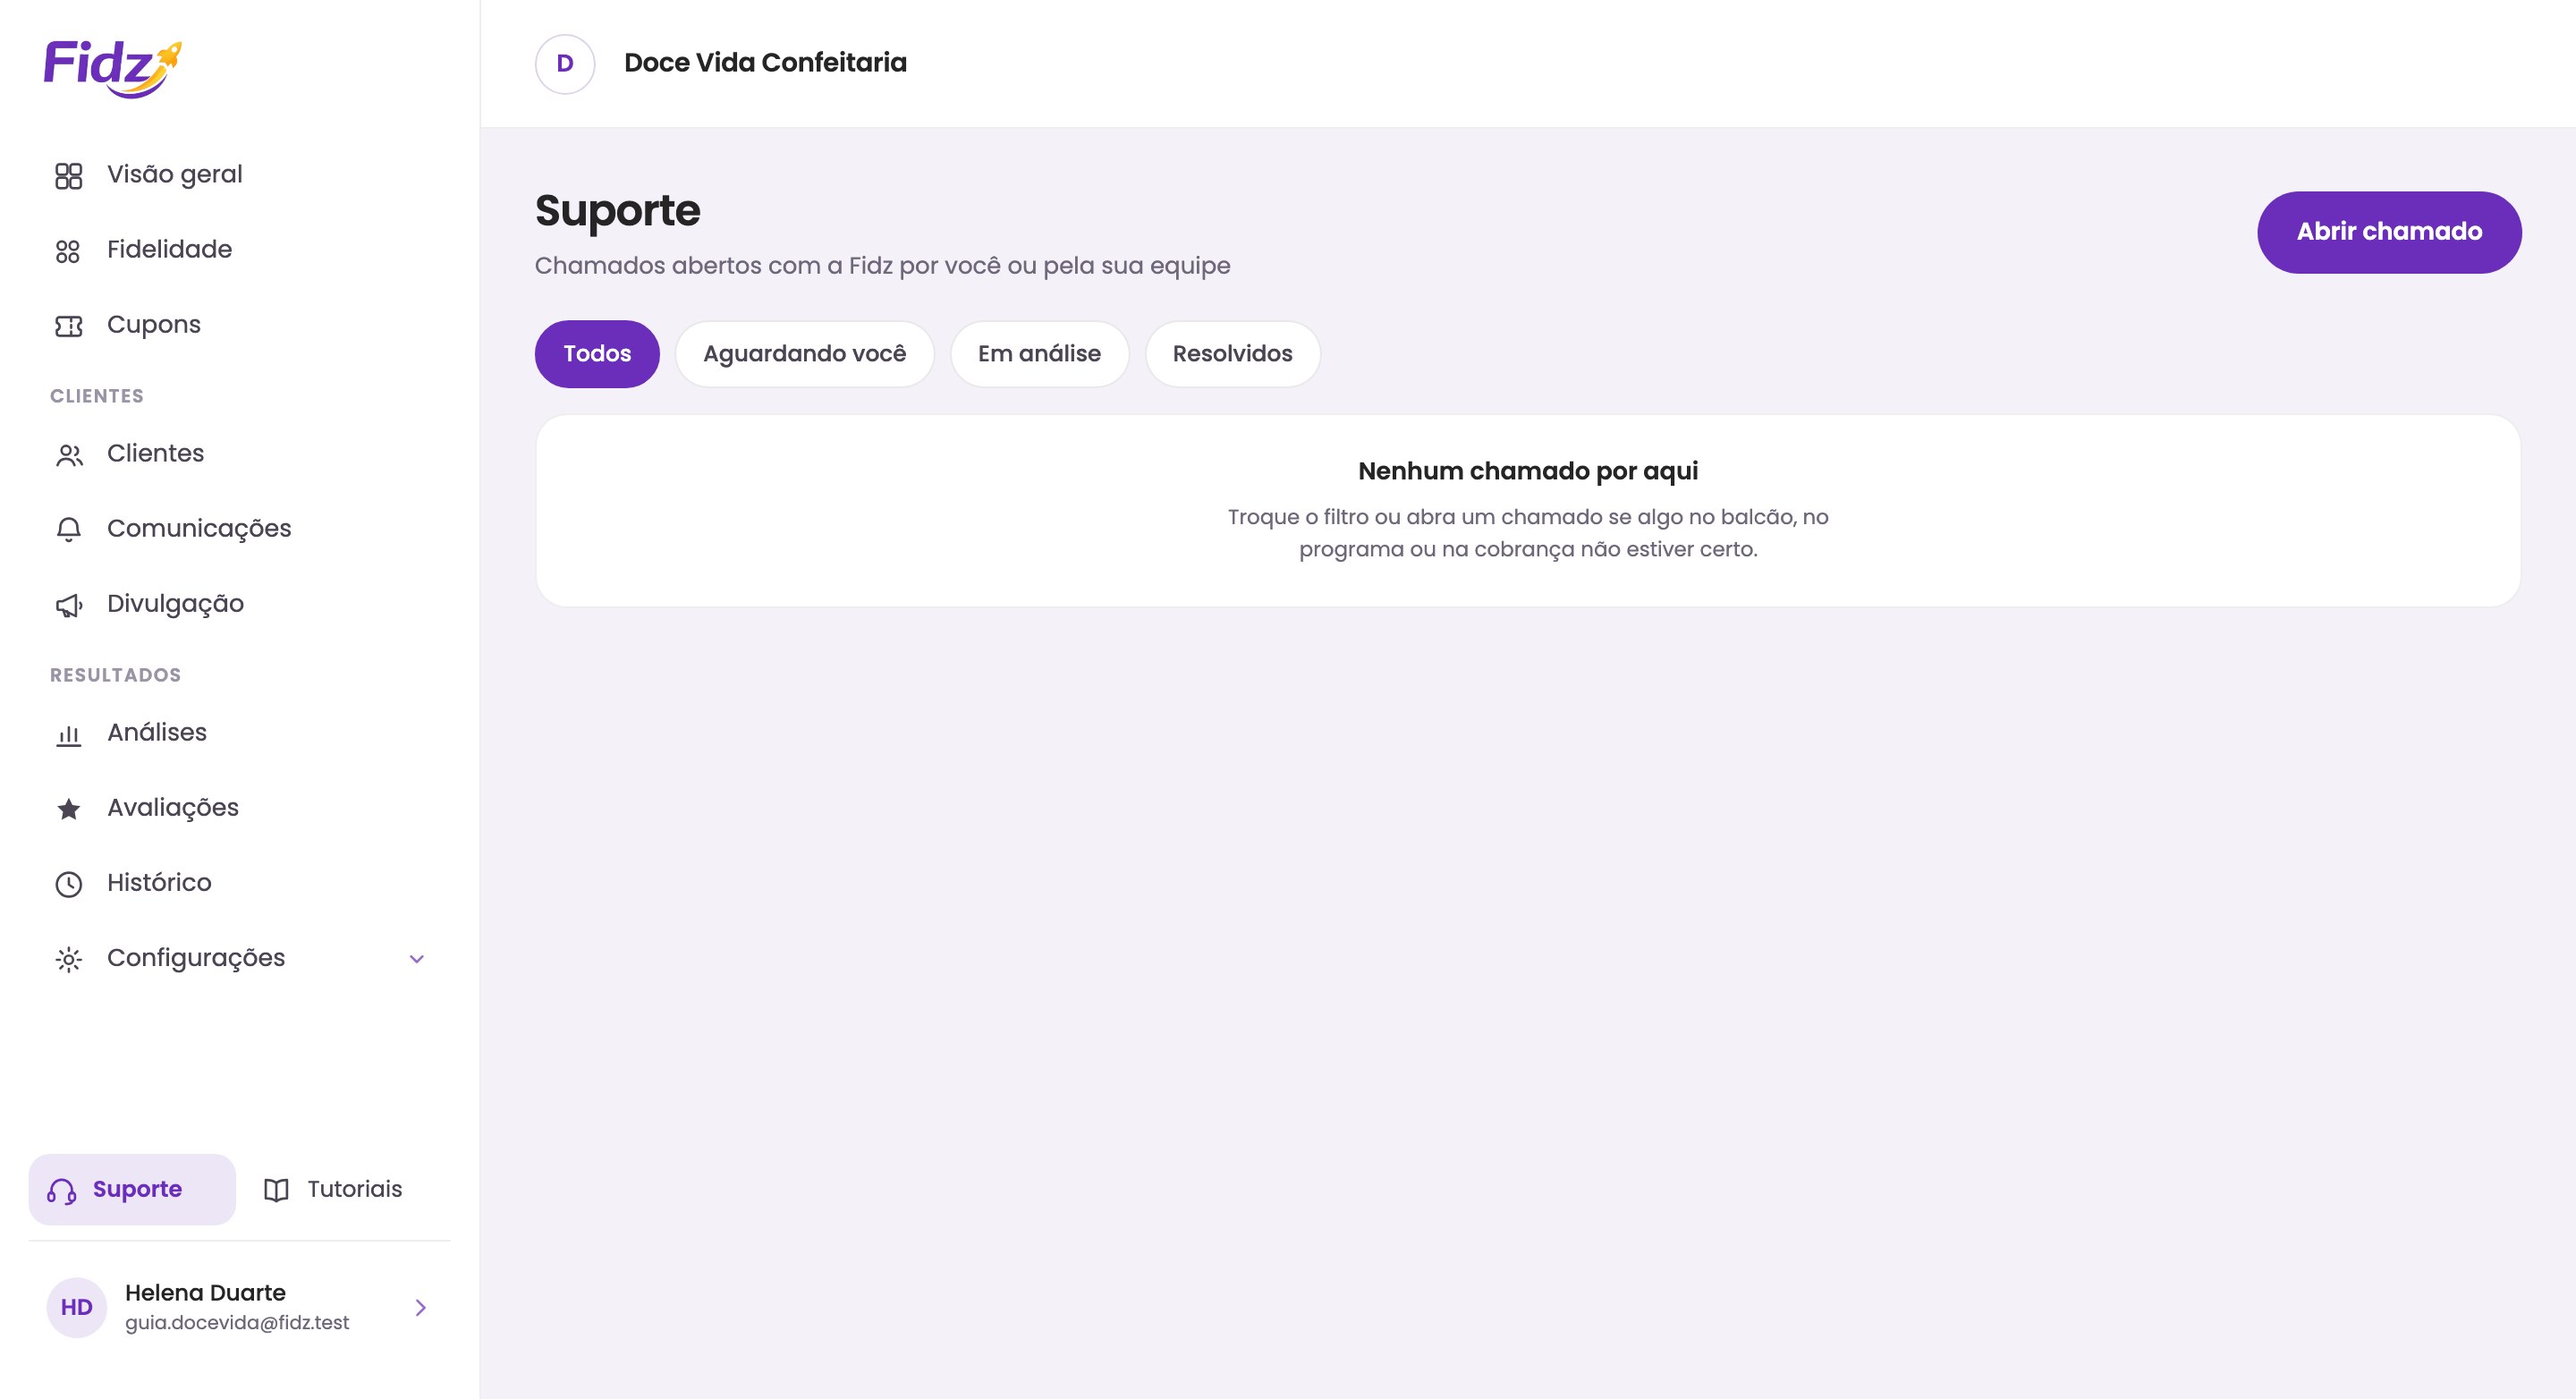 Fidz
Visão geral
Fidelidade
Cupons
CLIENTES
Clientes
Comunicações
Divulgação
RESULTADOS
Análises
Avaliações
Histórico
Configurações
Suporte
Tutoriais
HD
Helena Duarte
guia.docevida@fidz.test
D
Doce Vida Confeitaria
Suporte
Chamados abertos com a Fidz por você ou pela sua equipe
Abrir chamado
Todos
Aguardando você
Em análise
Resolvidos
Nenhum chamado por aqui
Troque o filtro ou abra um chamado se algo no balcão, no
programa ou na cobrança não estiver certo.